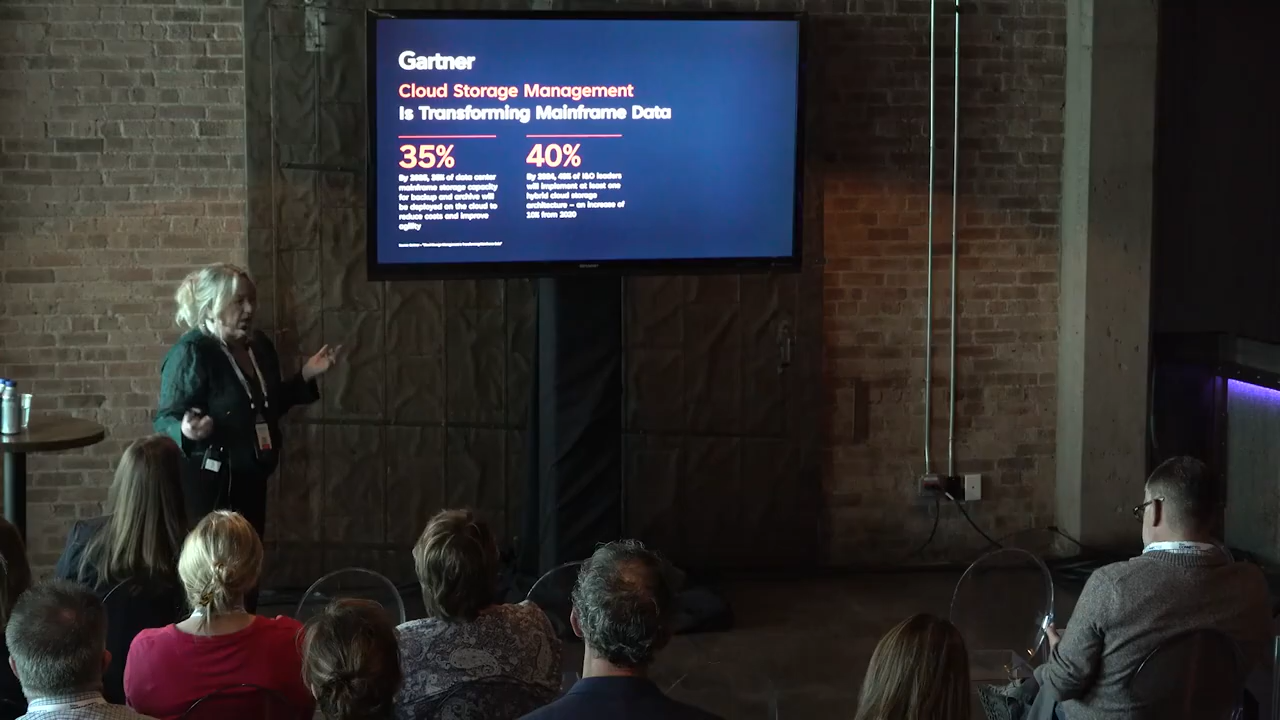 Gartner
Cloud Storage Management
Is Transforming Mainframe Data
35%
By 2025, 35% of data center
mainframe storage capacity
for backup and archive will
be deployed on the cloud to
reduce costs and improve
agility
40%
By 2024, 40% of I&O leaders
will implement at least one
hybrid cloud storage
architecture – an increase of
from 2020
SHARP